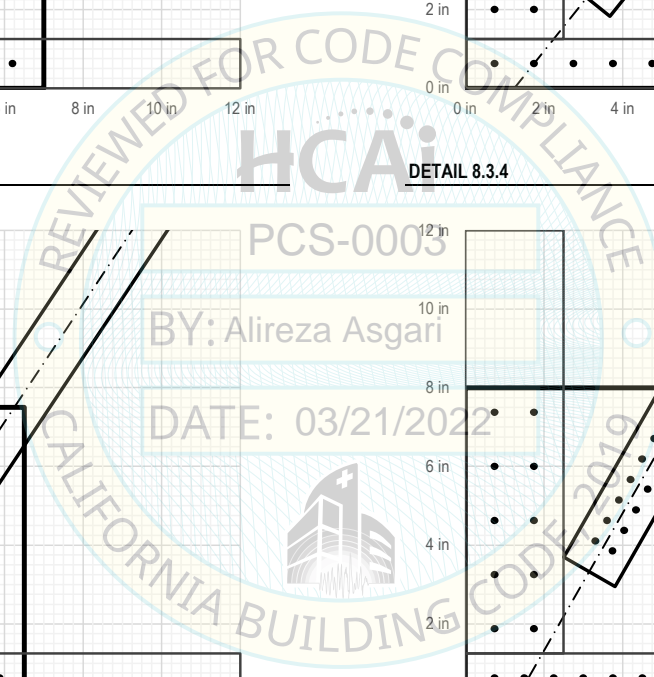 2 in
0 in
in 8 in 10 in 12 in
0 in 2 in 4 in
REVIEWED FOR CODE COMPLIANCE
HCAi
DETAIL 8.3.4
PCS-0003
12 in
10 in
BY: Alireza Asgari
8 in
DATE: 03/21/2022
6 in
4 in
2 in
CALIFORNIA BUILDING CODE 2019